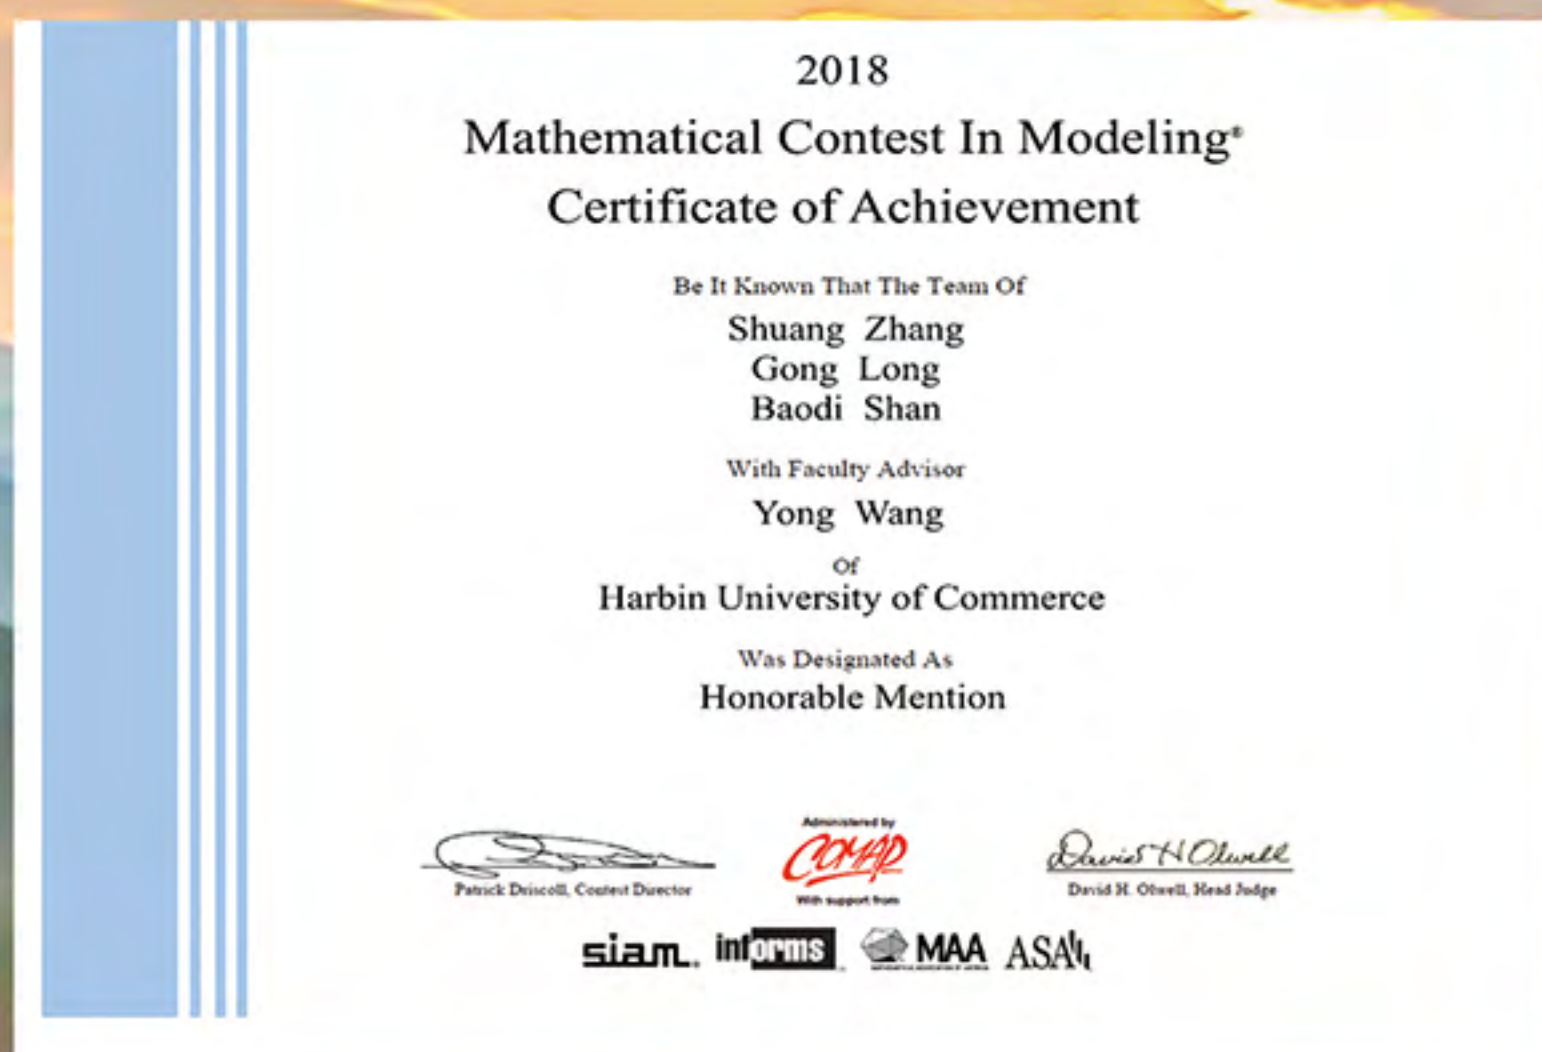 2018
Mathematical Contest In Modeling®
Certificate of Achievement
Be It Known That The Team Of
Shuang Zhang
Gong Long
Baodi Shan
With Faculty Advisor
Yong Wang
Of
Harbin University of Commerce
Was Designated As
Honorable Mention
Administered by
COMAP
David H Olwell
Patrick Driscoll, Contest Director
With support from
David H. Olwell, Head Judge
siam. informs MAA ASA